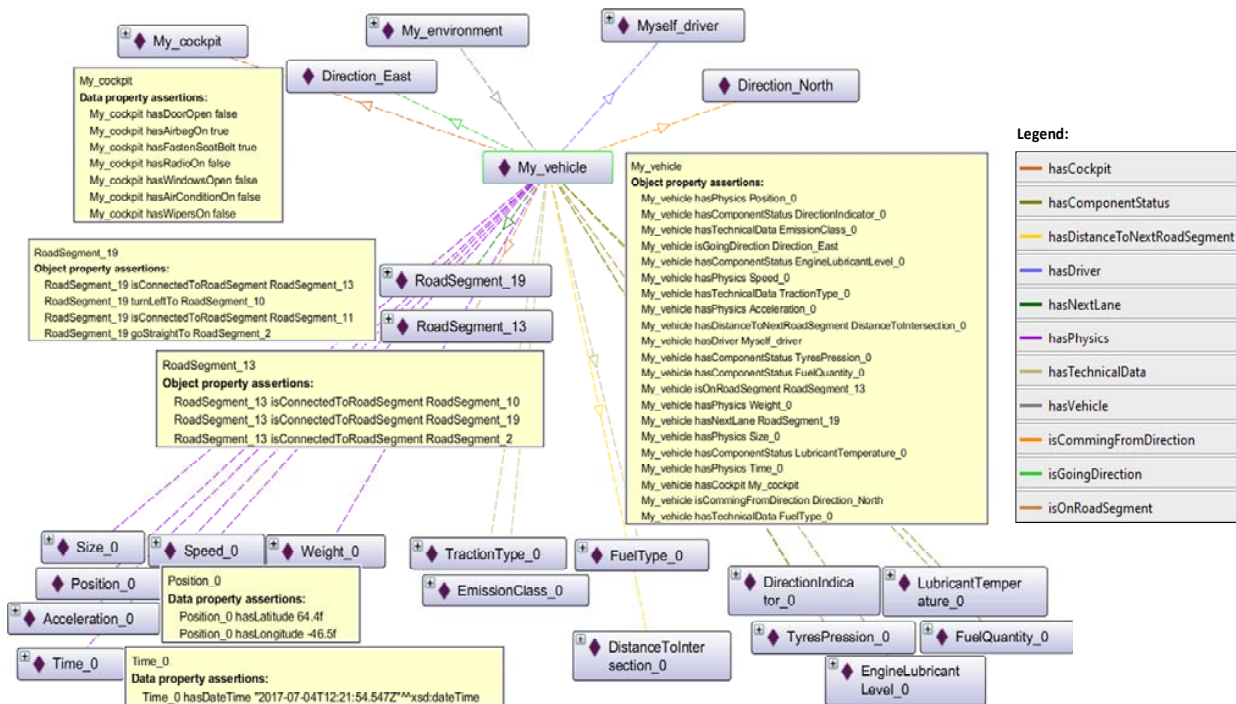 My_cockpit
My_environment
Myself_driver
Direction_East
Direction_North
My_cockpit
Data property assertions:
My_cockpit hasDoorOpen false
My_cockpit hasAirbagOn true
My_cockpit hasFastenSeatBelt true
My_cockpit hasRadioOn false
My_cockpit hasWindowsOpen false
My_cockpit hasAirConditionOn false
My_cockpit hasWipersOn false
My_vehicle
My_vehicle
Object property assertions:
My_vehicle hasPhysics Position_0
My_vehicle hasComponentStatus DirectionIndicator_0
My_vehicle hasTechnicalData EmissionClass_0
My_vehicle isGoingDirection Direction_East
My_vehicle hasComponentStatus EngineLubricantLevel_0
My_vehicle hasPhysics Speed_0
My_vehicle hasTechnicalData TractionType_0
My_vehicle hasPhysics Acceleration_0
My_vehicle hasDistanceToNextRoadSegment DistanceToIntersection_0
My_vehicle hasDriver Myself_driver
My_vehicle hasComponentStatus TyresPression_0
My_vehicle hasComponentStatus FuelQuantity_0
My_vehicle isOnRoadSegment RoadSegment_13
My_vehicle hasPhysics Weight_0
My_vehicle hasNextLane RoadSegment_19
My_vehicle hasPhysics Size_0
My_vehicle hasComponentStatus LubricantTemperature_0
My_vehicle hasPhysics Time_0
My_vehicle hasCockpit My_cockpit
My_vehicle isCommingFromDirection Direction_North
My_vehicle hasTechnicalData FuelType_0
Legend:
hasCockpit
hasComponentStatus
hasDistanceToNextRoadSegment
hasDriver
hasNextLane
hasPhysics
hasTechnicalData
hasVehicle
isCommingFromDirection
isGoingDirection
isOnRoadSegment
RoadSegment_19
Object property assertions:
RoadSegment_19 isConnectedToRoadSegment RoadSegment_13
RoadSegment_19 turnLeftTo RoadSegment_10
RoadSegment_19 isConnectedToRoadSegment RoadSegment_11
RoadSegment_19 goStraightTo RoadSegment_2
RoadSegment_19
RoadSegment_13
RoadSegment_13
Object property assertions:
RoadSegment_13 isConnectedToRoadSegment RoadSegment_10
RoadSegment_13 isConnectedToRoadSegment RoadSegment_19
RoadSegment_13 isConnectedToRoadSegment RoadSegment_2
Size_0
Speed_0
Weight_0
TractionType_0
FuelType_0
Position_0
EmissionClass_0
Acceleration_0
Position_0
Data property assertions:
Position_0 hasLatitude 64.4f
Position_0 hasLongitude -46.5f
DirectionIndica
tor_0
LubricantTemper
ature_0
TyresPression_0
FuelQuantity_0
DistanceToInter
section_0
EngineLubricant
Level_0
Time_0
Time_0
Data property assertions:
Time_0 hasDateTime "2017-07-04T12:21:54.547Z"^^xsd:dateTime